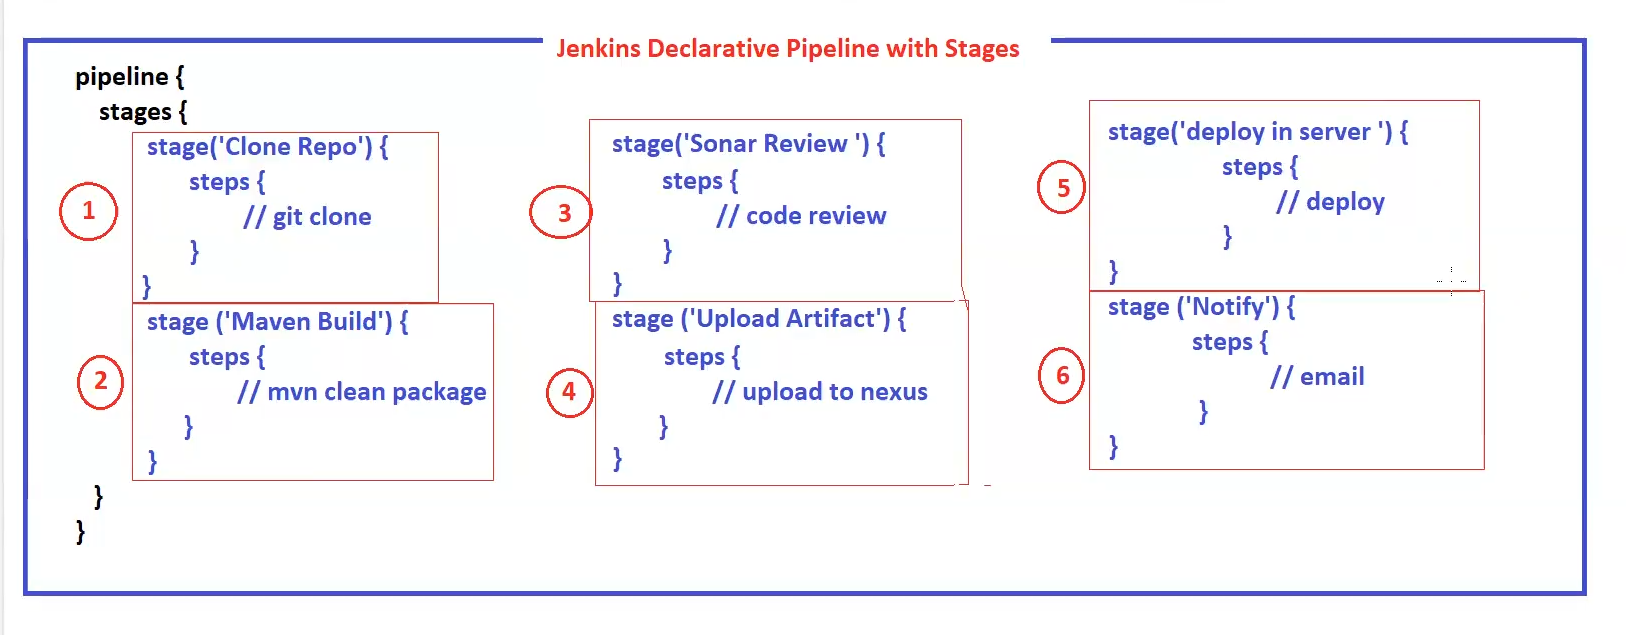 Jenkins Declarative Pipeline with Stages
pipeline {
stages {
1
stage('Clone Repo') {
steps {
// git clone
}
}
2
stage ('Maven Build') {
steps {
// mvn clean package
}
}
3
stage('Sonar Review ') {
steps {
// code review
}
}
4
stage ('Upload Artifact') {
steps {
// upload to nexus
}
}
5
stage('deploy in server ') {
steps {
// deploy
}
}
6
stage ('Notify') {
steps {
// email
}
}
}
}